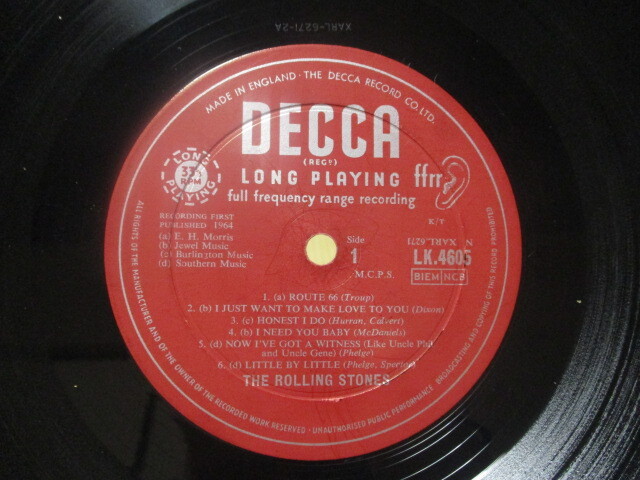 XARL-6271-2A
MADE IN ENGLAND · THE DECCA RECORD CO. LTD.
DECCA
(REGᴰ)
LONG PLAYING
ffrr
full frequency range recording
LONG
33⅓
RPM
PLAYING
K/T
RECORDING FIRST
PUBLISHED 1964
(a) E. H. Morris
(b) Jewel Music
(c) Burlington Music
(d) Southern Music
Side
1
M.C.P.S.
N XARL.6271
LK.4605
BIEM NCB
1. (a) ROUTE 66 (Troup)
2. (b) I JUST WANT TO MAKE LOVE TO YOU (Dixon)
3. (c) HONEST I DO (Hurran, Calvert)
4. (b) I NEED YOU BABY (McDaniels)
5. (d) NOW I'VE GOT A WITNESS (Like Uncle Phil
and Uncle Gene) (Phelge)
6. (d) LITTLE BY LITTLE (Phelge, Spector)
THE ROLLING STONES
ALL RIGHTS OF THE MANUFACTURER AND OF THE OWNER OF THE RECORDED WORK RESERVED · UNAUTHORISED PUBLIC PERFORMANCE BROADCASTING AND COPYING OF THIS RECORD PROHIBITED